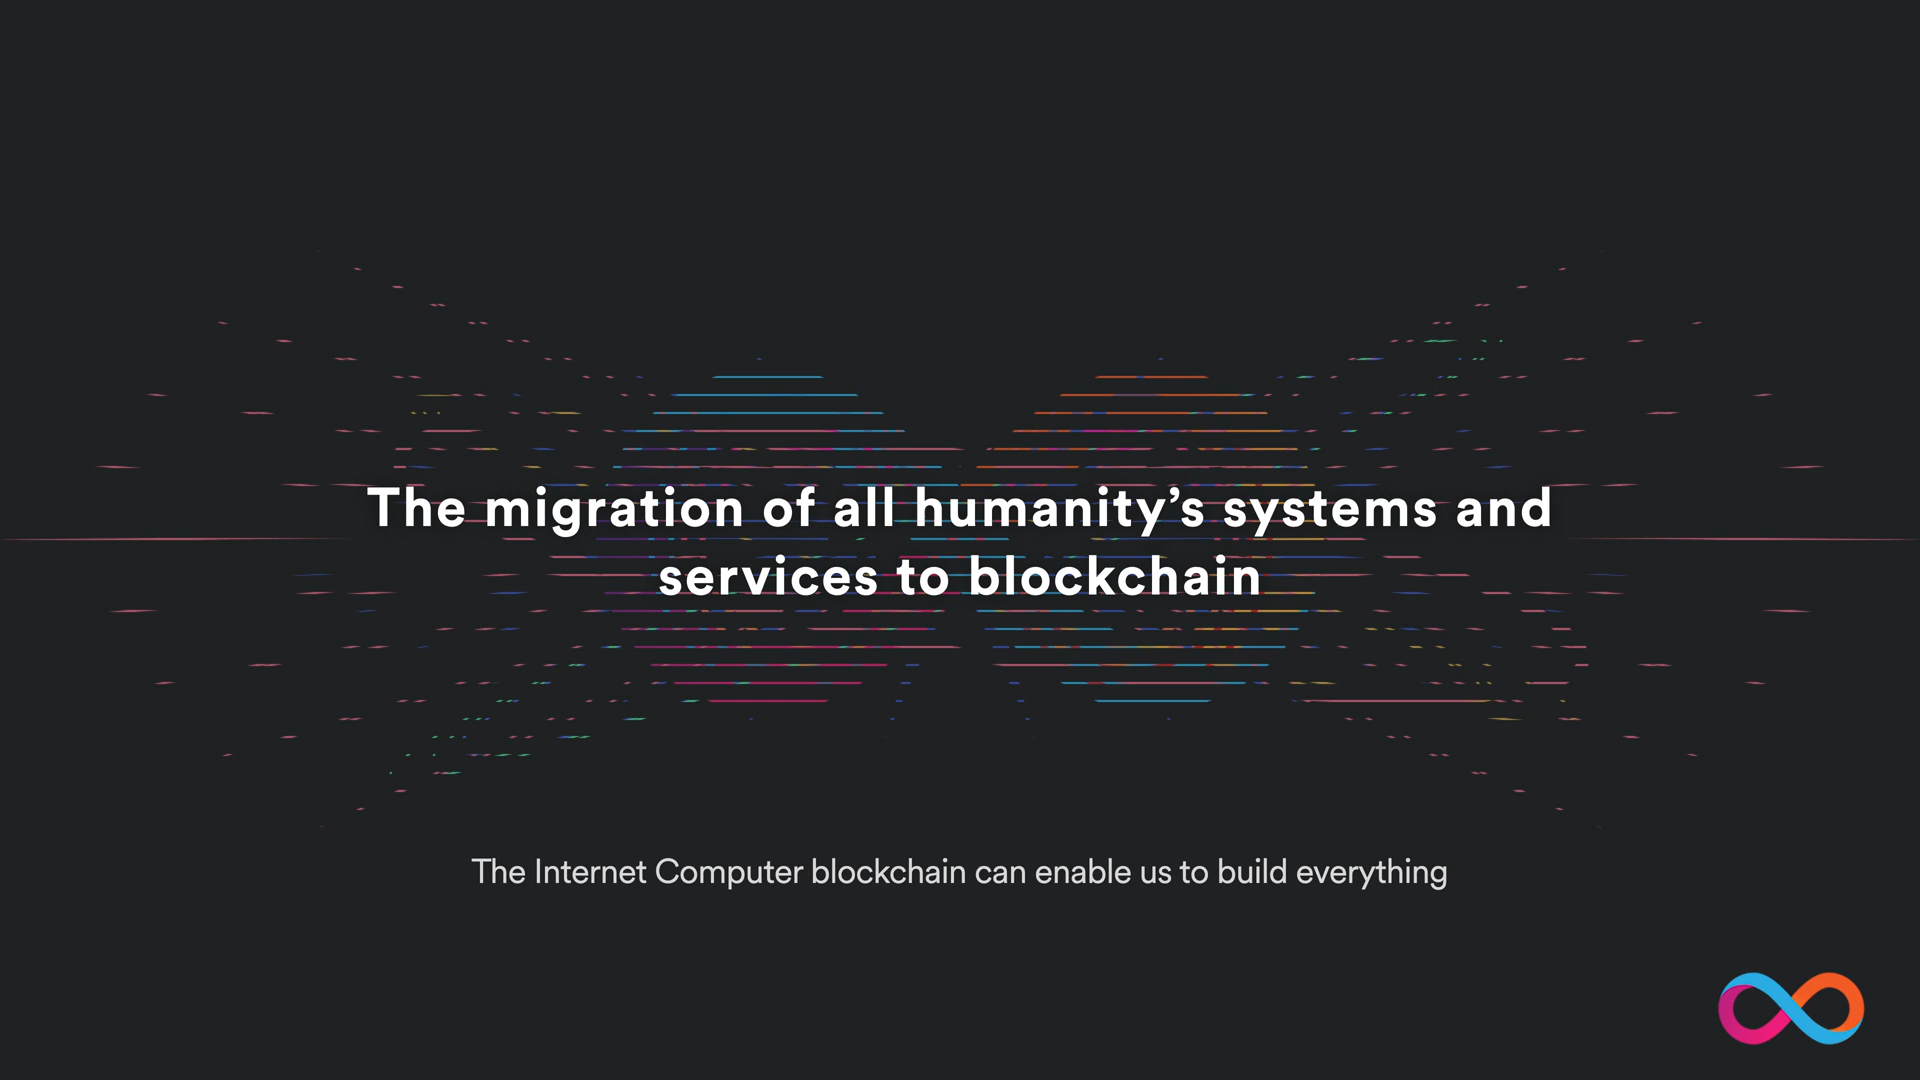 The migration of all humanity’s systems and
services to blockchain
The Internet Computer blockchain can enable us to build everything